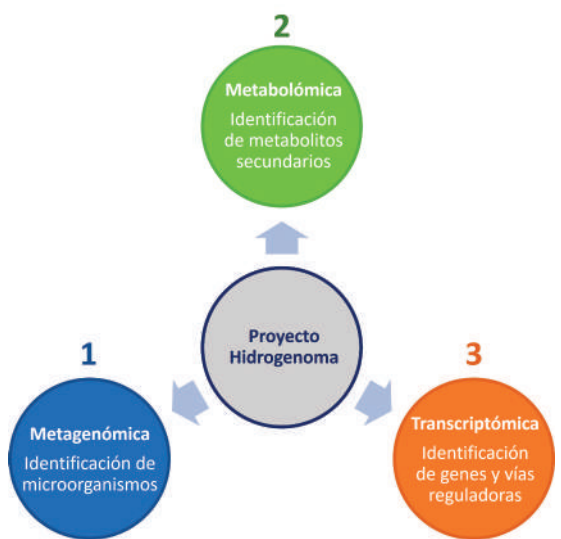 2
Metabolómica
Identificación
de metabolitos
secundarios
Proyecto
Hidrogenoma
1
Metagenómica
Identificación de
microorganismos
3
Transcriptómica
Identificación
de genes y vías
reguladoras